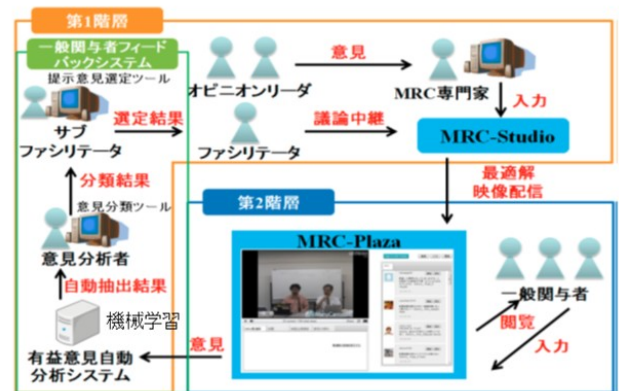 第1階層
一般関与者フィード
バックシステム
提示意見選定ツール
サブ
ファシリテータ
選定結果
オピニオンリーダ
意見
MRC専門家
入力
ファシリテータ
議論中継
MRC-Studio
分類結果
意見分類ツール
意見分析者
自動抽出結果
機械学習
有益意見自動
分析システム
最適解
映像配信
第2階層
MRC-Plaza
一般関与者
閲覧
入力
意見